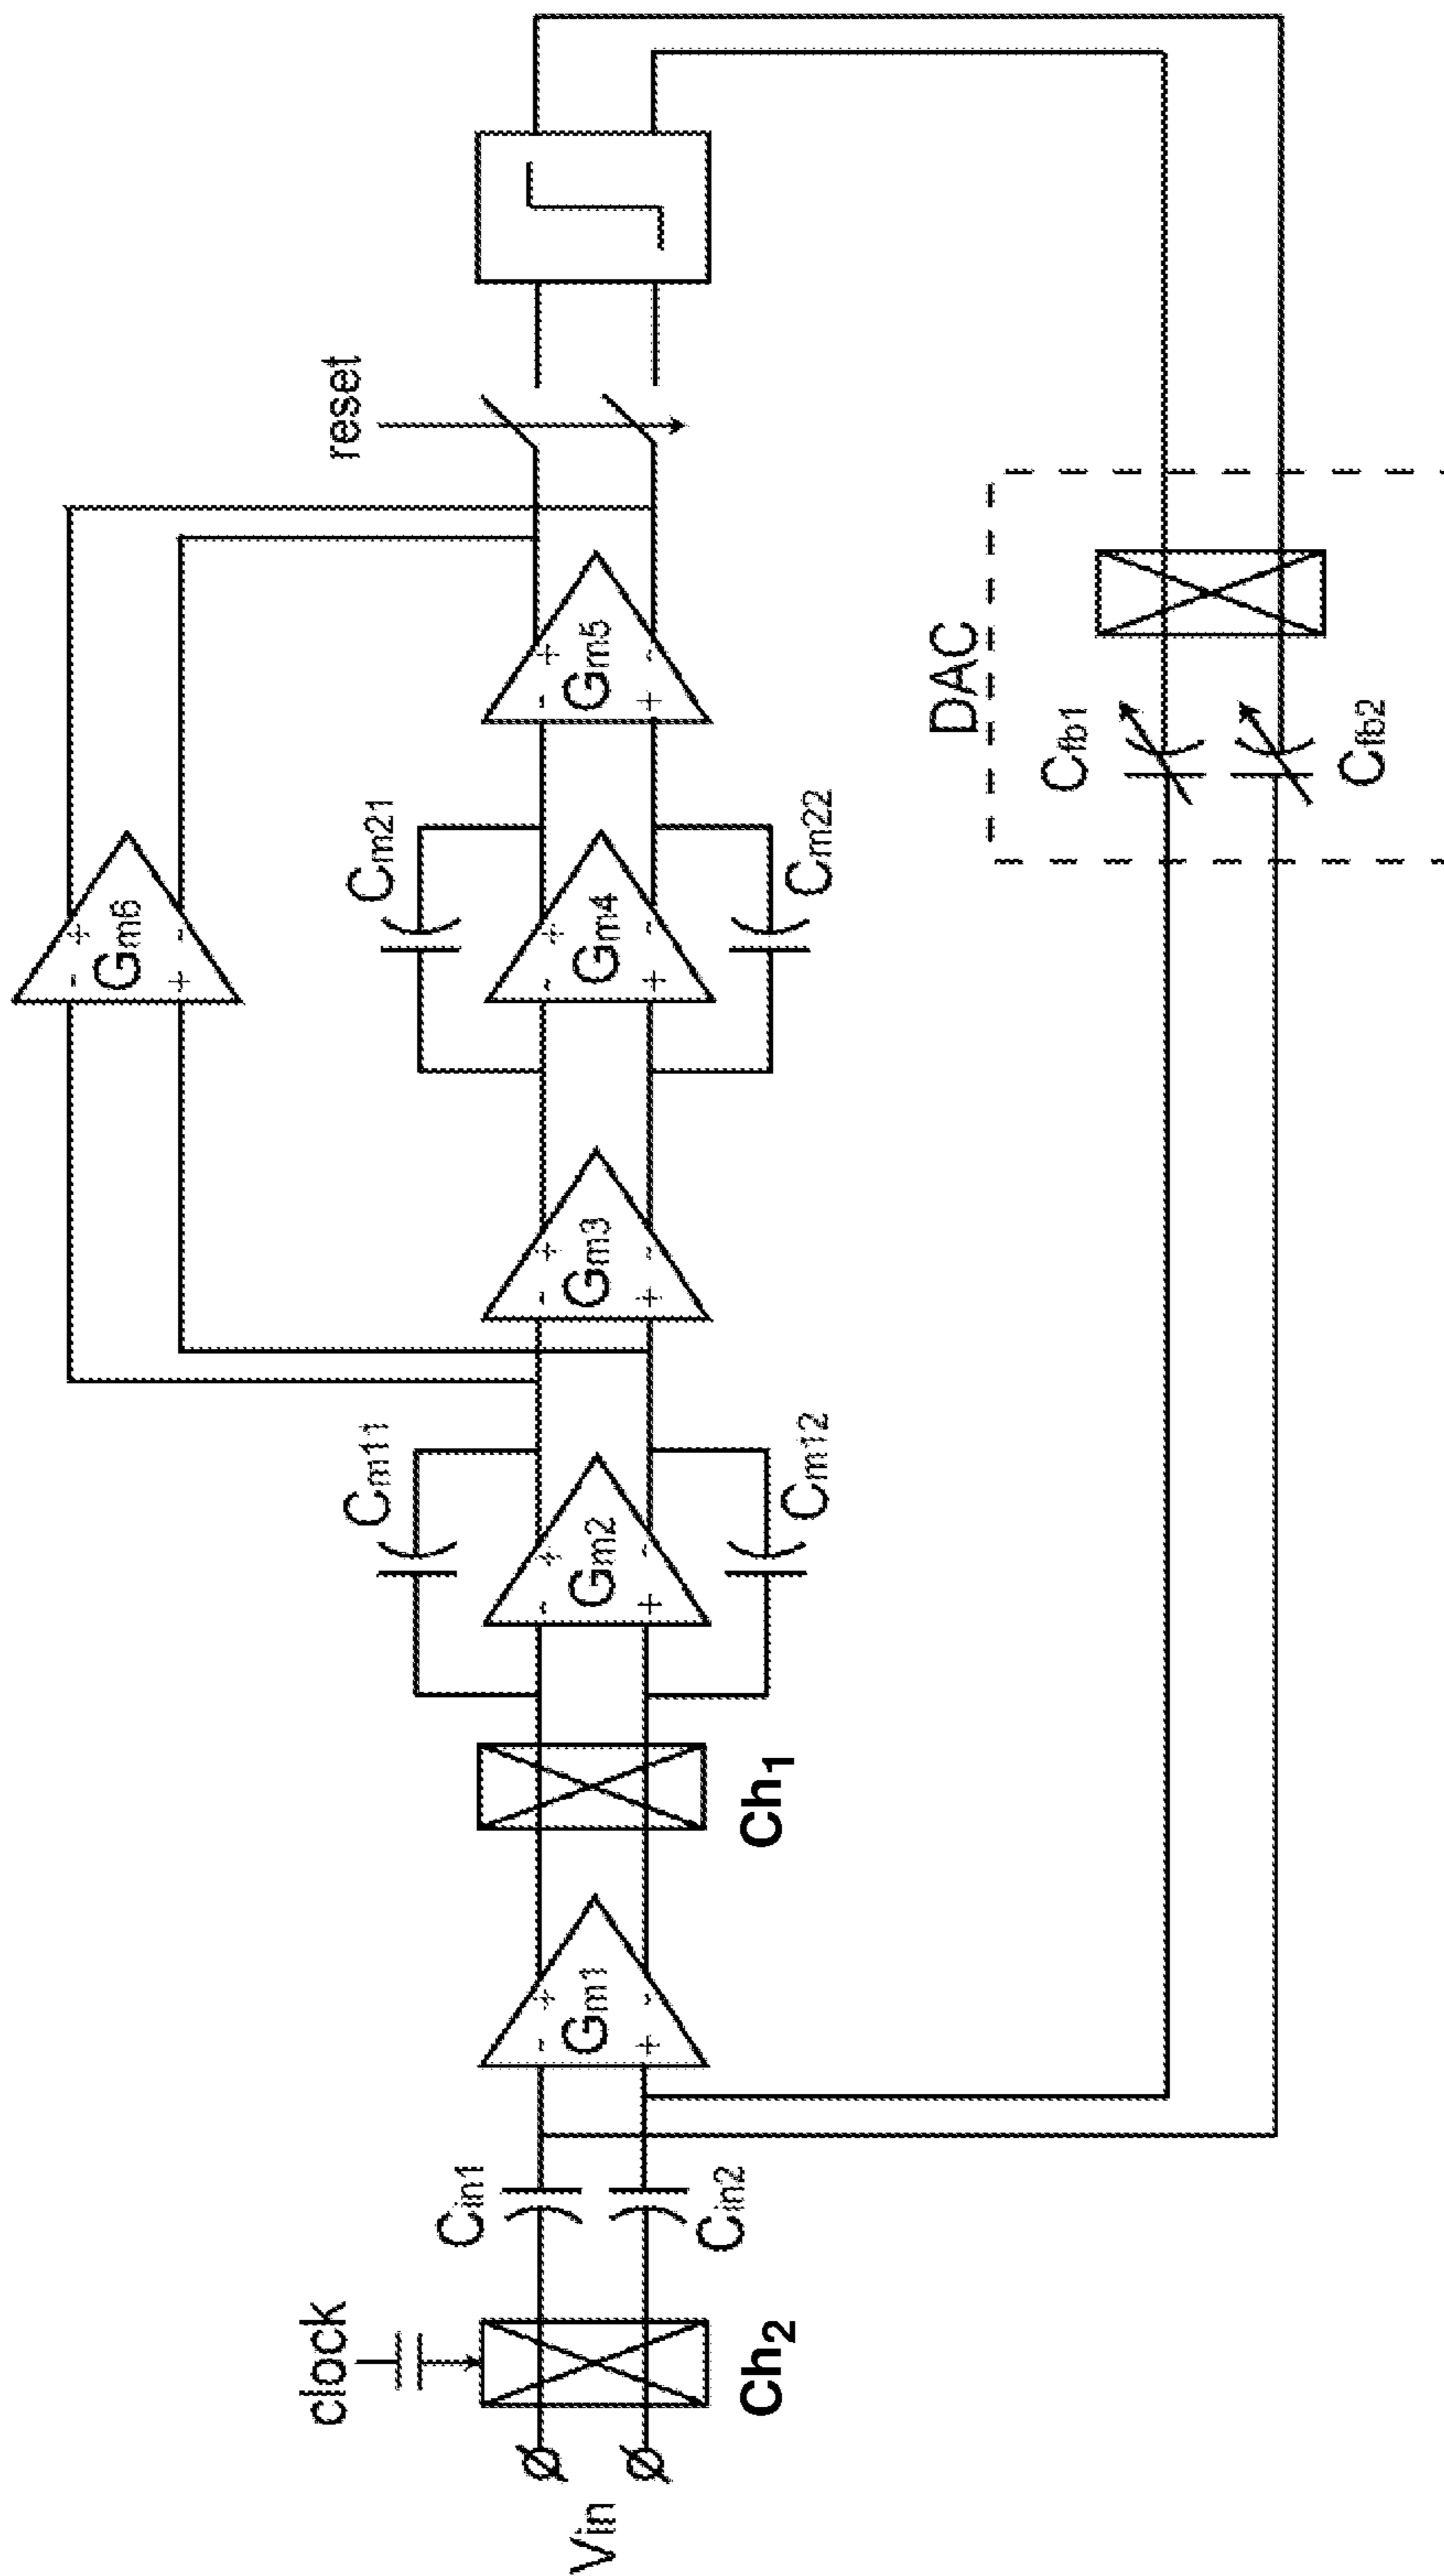 Vin
clock
Ch2
Cin1
Cin2
- +
Gm1
+ -
Ch1
Cm11
- +
Gm2
+ -
Cm12
- +
Gm3
+ -
Cm21
- +
Gm4
+ -
Cm22
- +
Gm6
+ -
- +
Gm5
+ -
reset
DAC
Cfb1
Cfb2